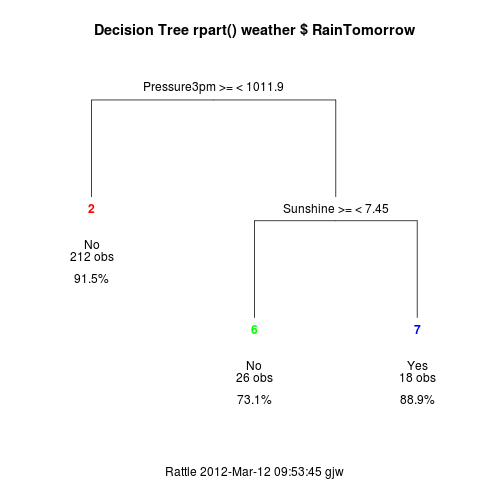 Decision Tree rpart() weather $ RainTomorrow
Pressure3pm >= < 1011.9
2
Sunshine >= < 7.45
No
212 obs
91.5%
6
7
No
Yes
26 obs
18 obs
73.1%
88.9%
Rattle 2012-Mar-12 09:53:45 gjw